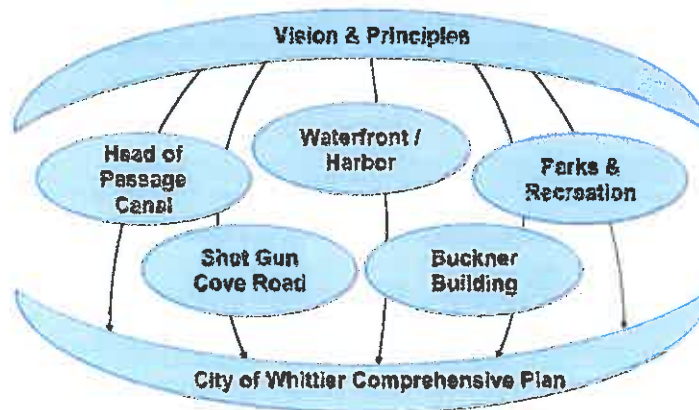 Vision & Principles
Head of
Passage
Canal
Waterfront /
Harbor
Parks &
Recreation
Shot Gun
Cove Road
Buckner
Building
City of Whittier Comprehensive Plan